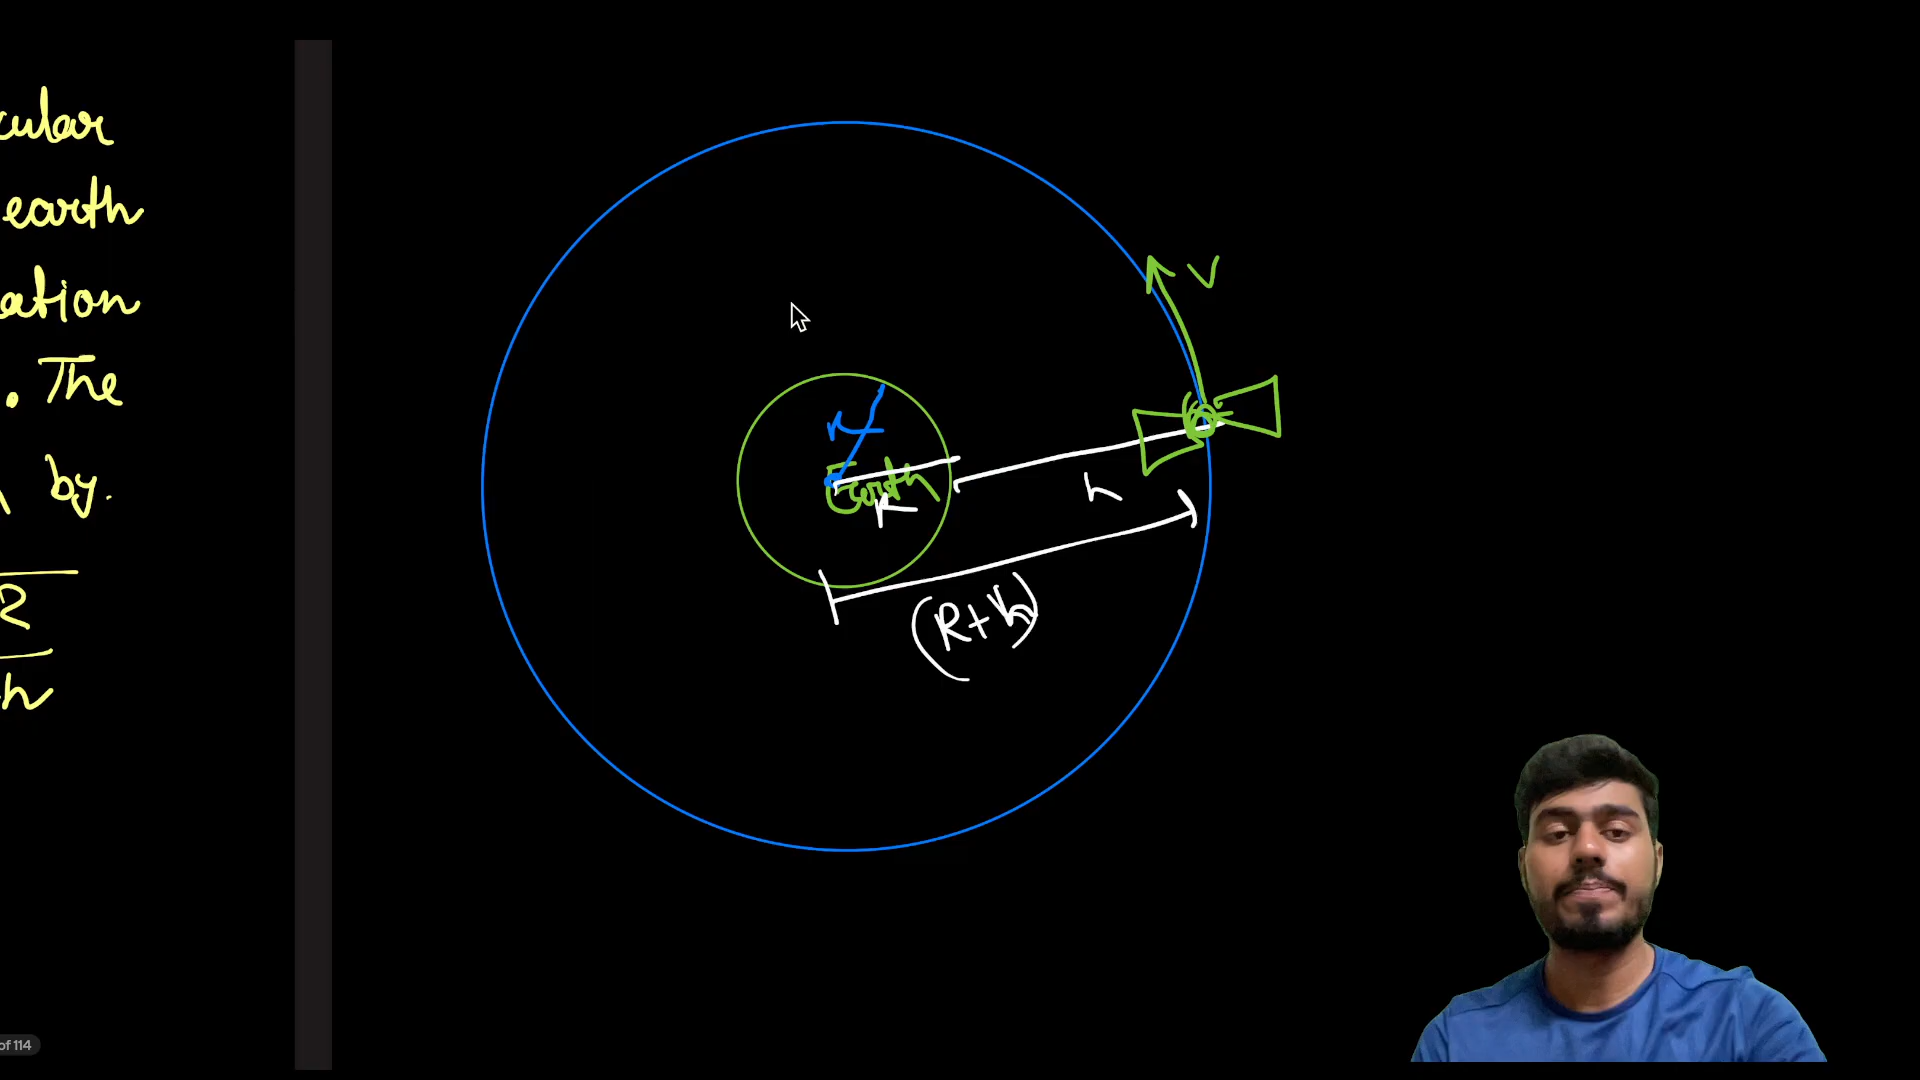 cular
earth
ation
. The
by.
R
h
V
R
Earth
R
h
(R+h)
of 114